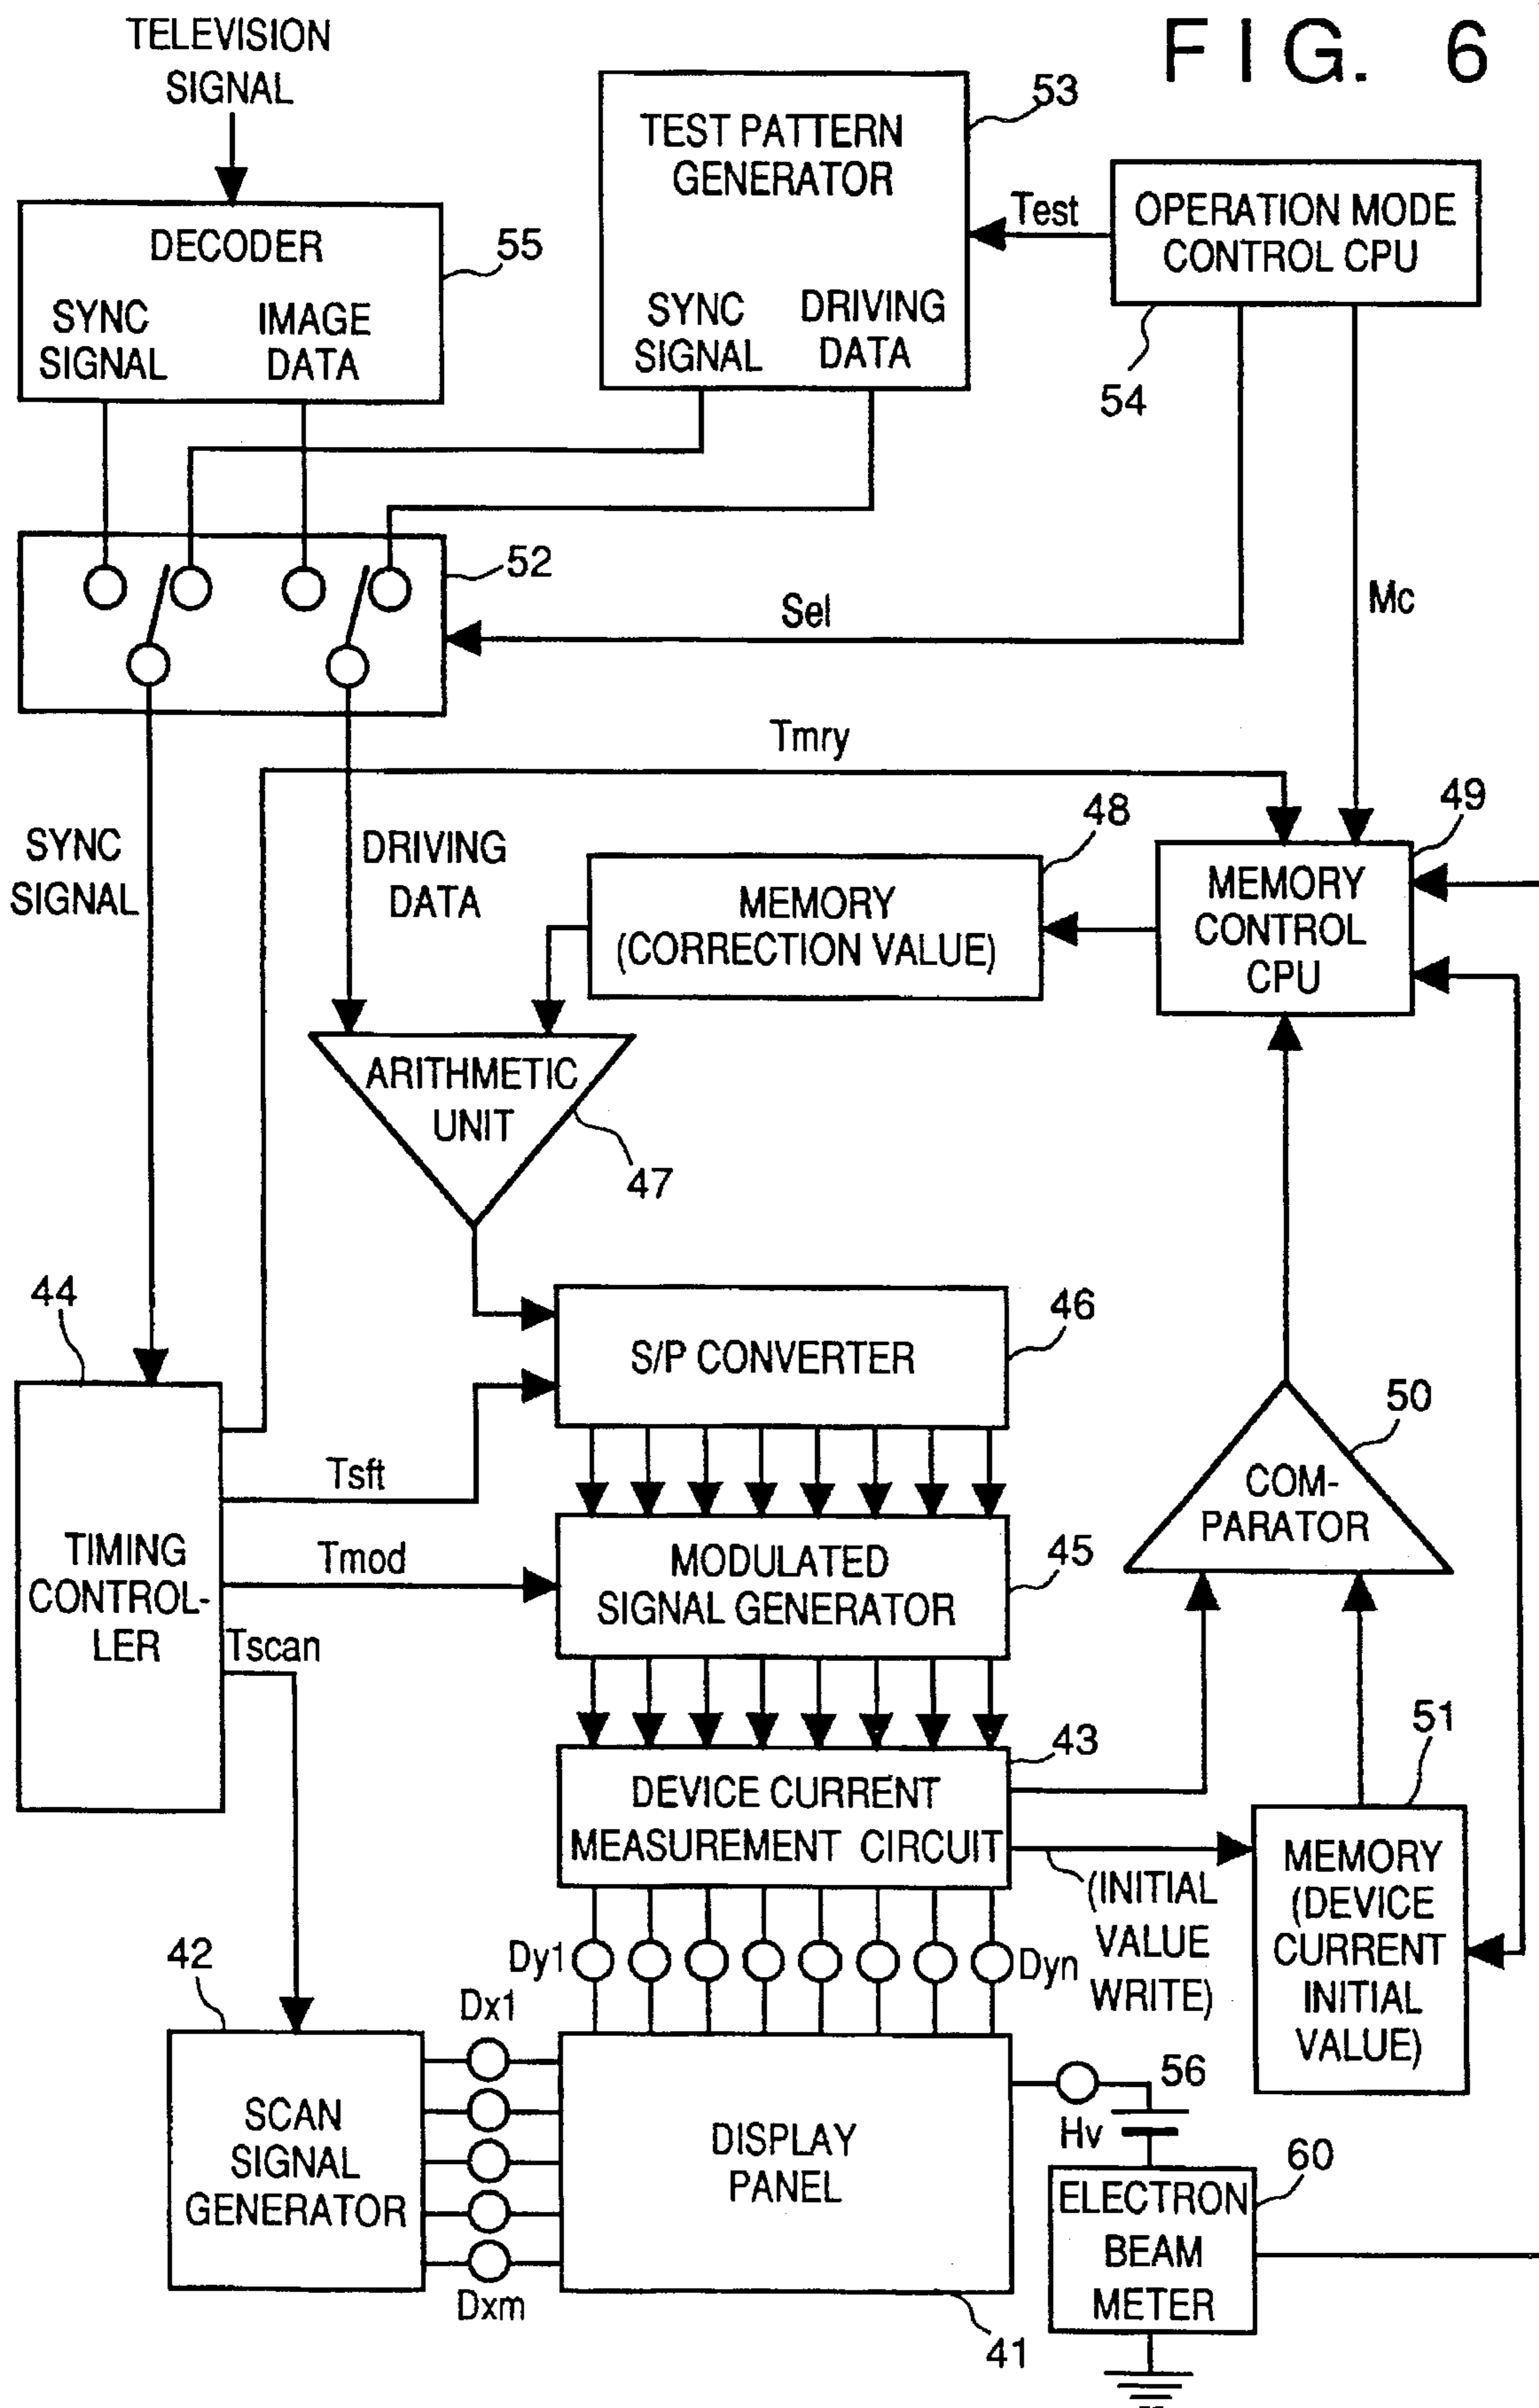 FIG. 6
TELEVISION
SIGNAL
53
TEST PATTERN
GENERATOR
SYNC
SIGNAL
DRIVING
DATA
Test
OPERATION MODE
CONTROL CPU
54
DECODER
55
SYNC
SIGNAL
IMAGE
DATA
52
Sel
Mc
Tmry
SYNC
SIGNAL
DRIVING
DATA
48
MEMORY
(CORRECTION VALUE)
49
MEMORY
CONTROL
CPU
ARITHMETIC
UNIT
47
44
46
S/P CONVERTER
50
COM-
PARATOR
Tsft
TIMING
CONTROL-
LER
Tmod
MODULATED
SIGNAL GENERATOR
45
Tscan
43
DEVICE CURRENT
MEASUREMENT CIRCUIT
51
(INITIAL
VALUE
WRITE)
MEMORY
(DEVICE
CURRENT
INITIAL
VALUE)
42
Dy1
Dyn
Dx1
SCAN
SIGNAL
GENERATOR
Dxm
DISPLAY
PANEL
41
56
Hv
60
ELECTRON
BEAM
METER